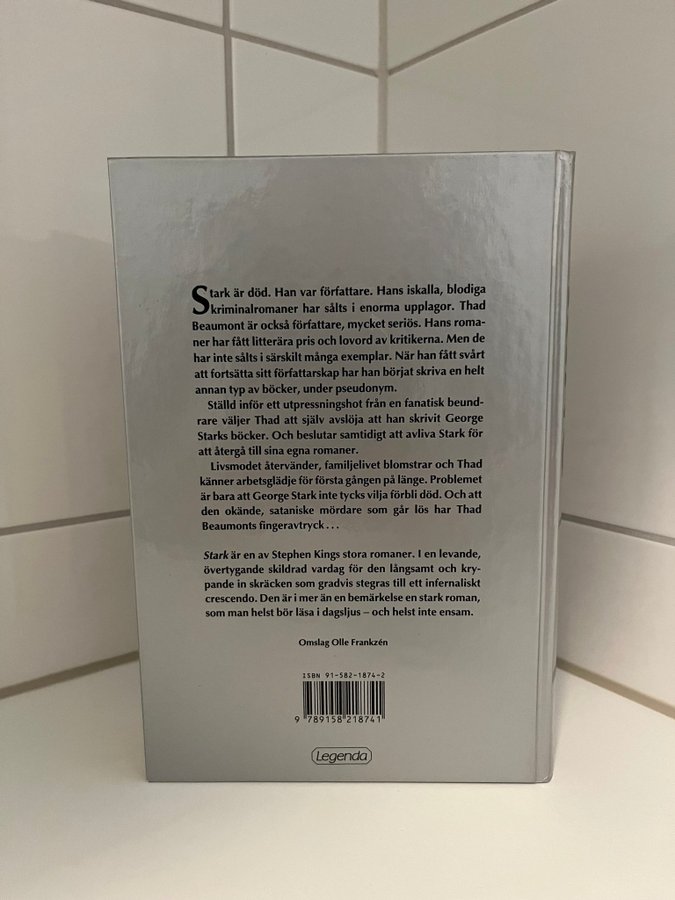 Stark är död. Han var författare. Hans iskalla, blodiga
kriminalromaner har sålts i enorma upplagor. Thad
Beaumont är också författare, mycket seriös. Hans roma-
ner har fått litterära pris och lovord av kritikerna. Men de
har inte sålts i särskilt många exemplar. När han fått svårt
att fortsätta sitt författarskap har han börjat skriva en helt
annan typ av böcker, under pseudonym.
Ställd inför ett utpressningshot från en fanatisk beund-
rare väljer Thad att själv avslöja att han skrivit George
Starks böcker. Och beslutar samtidigt att avliva Stark för
att återgå till sina egna romaner.
Livsmodet återvänder, familjelivet blomstrar och Thad
känner arbetsglädje för första gången på länge. Problemet
är bara att George Stark inte tycks vilja förbli död. Och att
den okände, sataniske mördare som går lös har Thad
Beaumonts fingeravtryck...
Stark är en av Stephen Kings stora romaner. I en levande,
övertygande skildrad vardag för den långsamt och kry-
pande in skräcken som gradvis stegras till ett infernaliskt
crescendo. Den är i mer än en bemärkelse en stark roman,
som man helst bör läsa i dagsljus – och helst inte ensam.
Omslag Olle Frankzén
ISBN 91-582-1874-2
9 789158 218741
Legenda